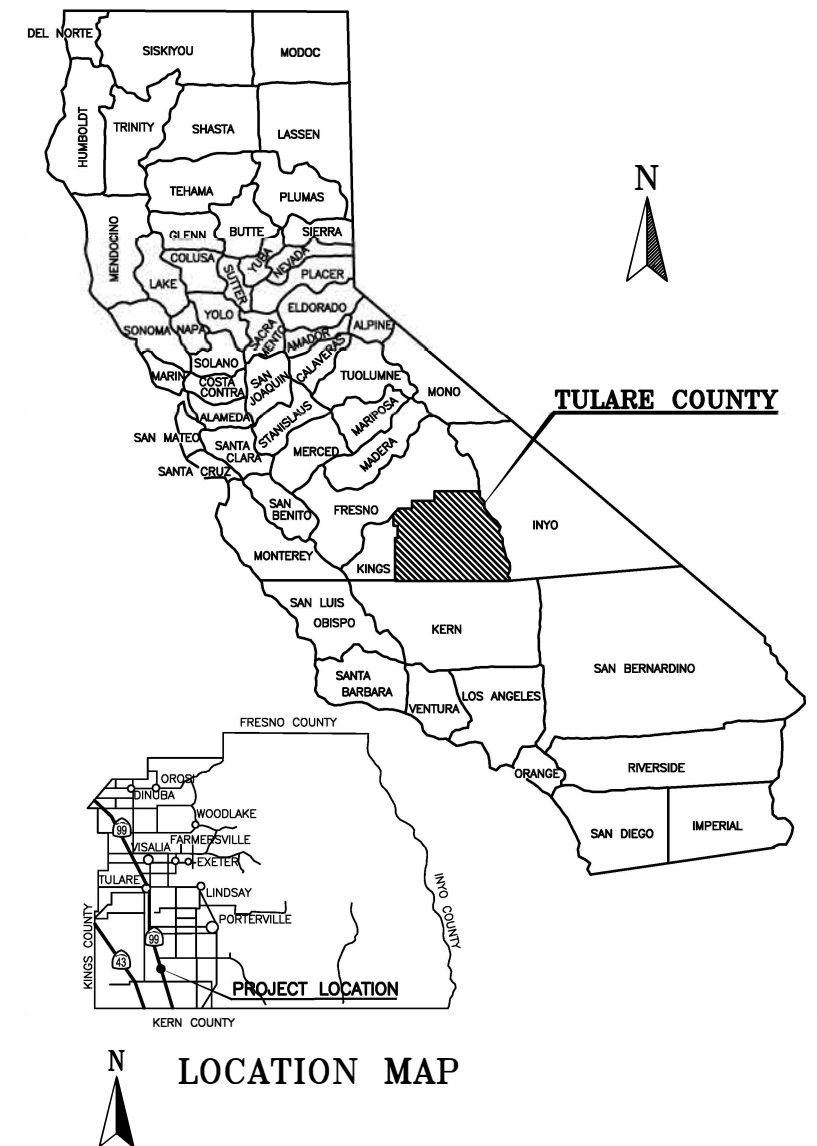 DEL NORTE
SISKIYOU
MODOC
HUMBOLDT
TRINITY
SHASTA
LASSEN
TEHAMA
PLUMAS
MENDOCINO
GLENN
BUTTE
SIERRA
COLUSA
LAKE
SUTTER
YUBA
NEVADA
PLACER
YOLO
ELDORADO
SONOMA
NAPA
SACRA
MENTO
AMADOR
ALPINE
SOLANO
MARIN
COSTA
CONTRA
SAN
JOAQUIN
CALAVERAS
TUOLUMNE
MONO
ALAMEDA
STANISLAUS
MARIPOSA
SAN MATEO
SANTA
CLARA
MERCED
MADERA
SANTA CRUZ
SAN
BENITO
FRESNO
INYO
MONTEREY
KINGS
SAN LUIS
OBISPO
KERN
SANTA
BARBARA
VENTURA
LOS ANGELES
SAN BERNARDINO
ORANGE
RIVERSIDE
SAN DIEGO
IMPERIAL
N
TULARE COUNTY
FRESNO COUNTY
OROSI
DINUBA
WOODLAKE
99
FARMERSVILLE
VISALIA
EXETER
TULARE
LINDSAY
PORTERVILLE
KINGS COUNTY
99
43
INYO COUNTY
PROJECT LOCATION
KERN COUNTY
N
LOCATION MAP